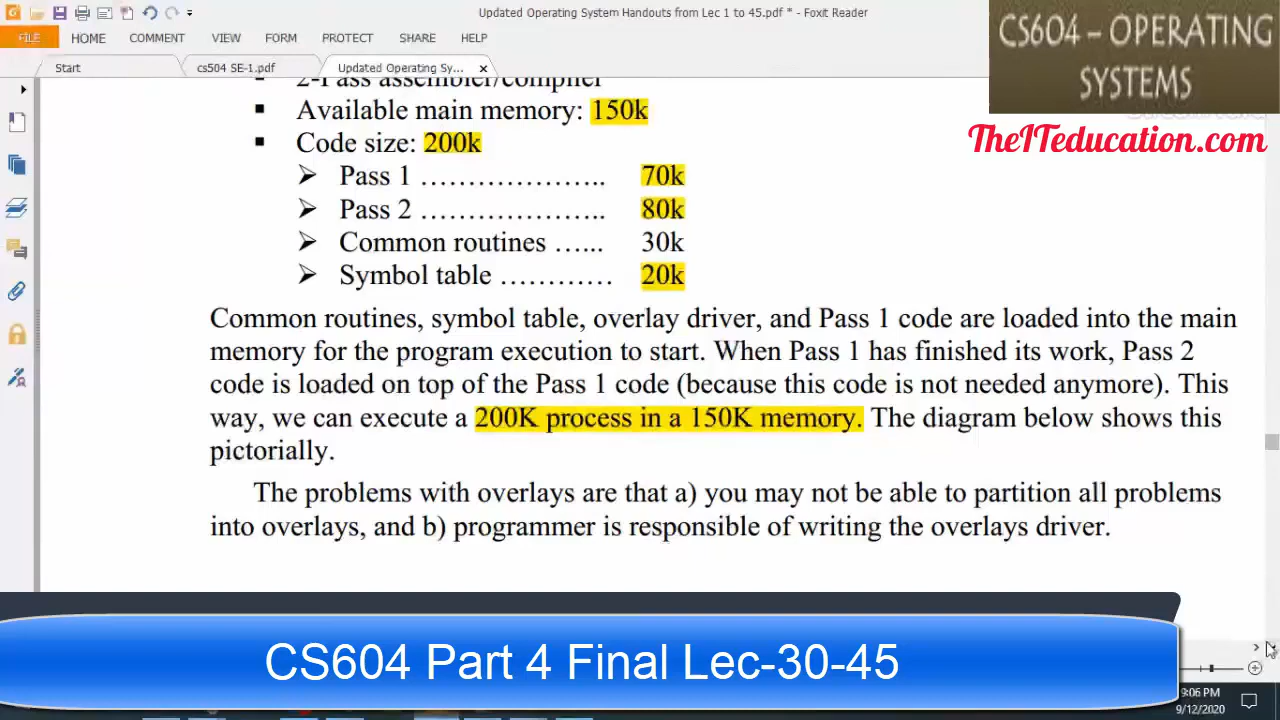 Updated Operating System Handouts from Lec 1 to 45.pdf * - Foxit Reader
CS604 – OPERATING
SYSTEMS
FILE HOME COMMENT VIEW FORM PROTECT SHARE HELP
TheITeducation.com
Start cs504 SE-1.pdf Updated Operating Sy... ×
2-Pass assembler/compiler
▪ Available main memory: 150k
▪ Code size: 200k
➢ Pass 1 ………………….. 70k
➢ Pass 2 ………………….. 80k
➢ Common routines …... 30k
➢ Symbol table ………… 20k
Common routines, symbol table, overlay driver, and Pass 1 code are loaded into the main
memory for the program execution to start. When Pass 1 has finished its work, Pass 2
code is loaded on top of the Pass 1 code (because this code is not needed anymore). This
way, we can execute a 200K process in a 150K memory. The diagram below shows this
pictorially.
The problems with overlays are that a) you may not be able to partition all problems
into overlays, and b) programmer is responsible of writing the overlays driver.
CS604 Part 4 Final Lec-30-45
9:06 PM
9/12/2020